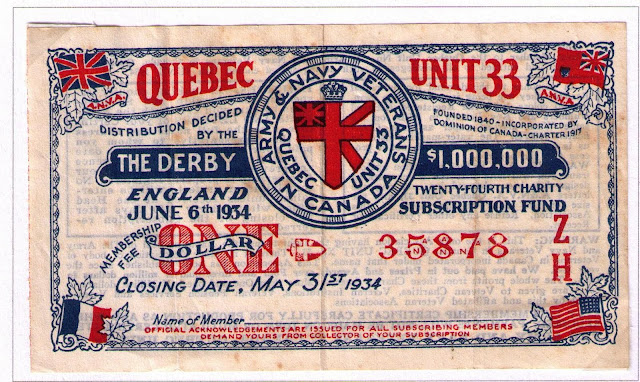 QUEBEC
UNIT 33
A.N.V.A.
A.N.V.A.
ARMY & NAVY VETERANS
IN CANADA
QUEBEC UNIT 33
DISTRIBUTION DECIDED
BY THE
FOUNDED 1840 - INCORPORATED BY
DOMINION OF CANADA - CHARTER 1917
THE DERBY
$1,000,000
ENGLAND
JUNE 6th 1934
TWENTY-FOURTH CHARITY
SUBSCRIPTION FUND
MEMBERSHIP
FEE
ONE
DOLLAR
35878
Z
H
CLOSING DATE, MAY 31ST 1934
Name of Member
OFFICIAL ACKNOWLEDGEMENTS ARE ISSUED FOR ALL SUBSCRIBING MEMBERS
DEMAND YOURS FROM COLLECTOR OF YOUR SUBSCRIPTION